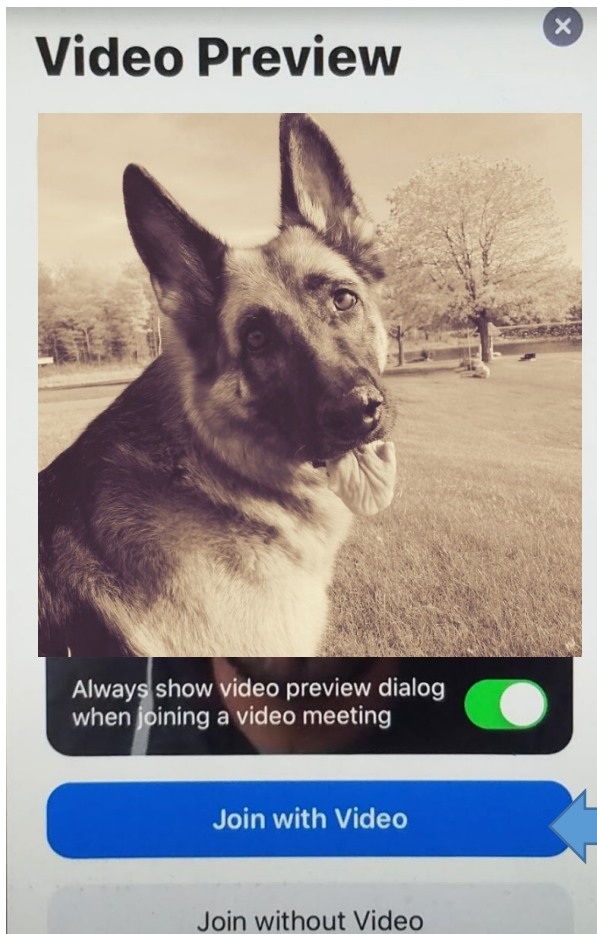 Video Preview
Always show video preview dialog
when joining a video meeting
Join with Video
Join without Video